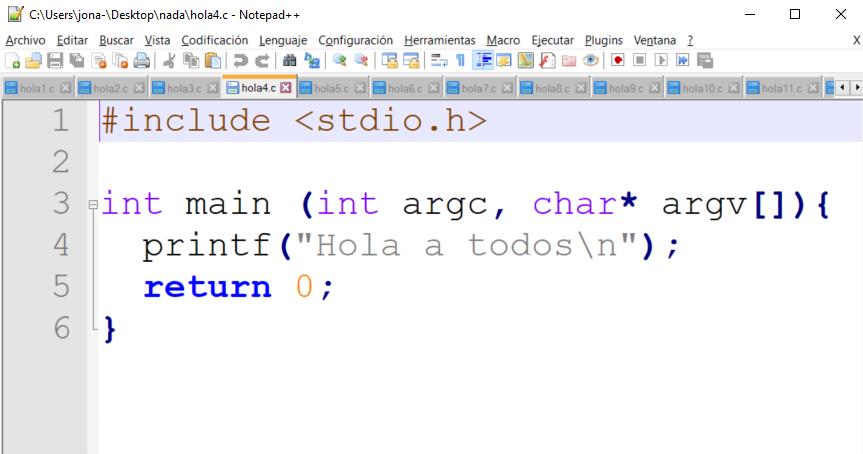 C:\Users\jona-\Desktop\nada\hola4.c - Notepad++
Archivo Editar Buscar Vista Codificación Lenguaje Configuración Herramientas Macro Ejecutar Plugins Ventana ? X
hola1.c hola2.c hola3.c hola4.c hola5.c hola6.c hola7.c hola8.c hola9.c hola10.c hola11.c
1 #include <stdio.h>
2
3 int main (int argc, char* argv[]){
4 printf("Hola a todos\n");
5 return 0;
6 }